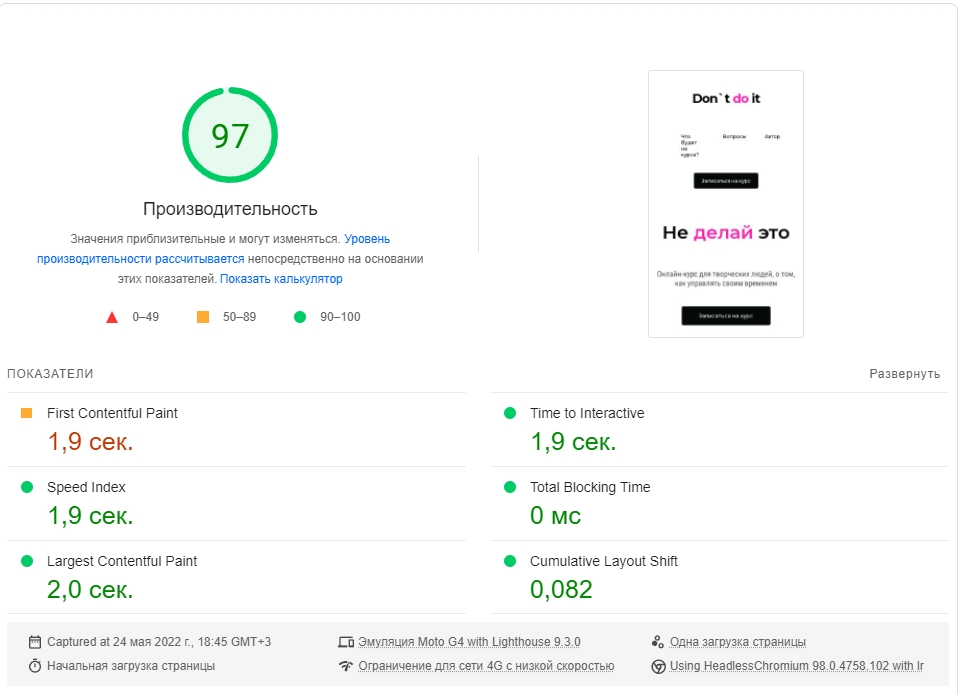 97
Производительность
Значения приблизительные и могут изменяться. Уровень
производительности рассчитывается непосредственно на основании
этих показателей. Показать калькулятор
0–49
50–89
90–100
Don`t do it
Что
будет
на
курсе?
Вопросы
Автор
Записаться на курс
Не делай это
Онлайн-курс для творческих людей, о том,
как управлять своим временем
Записаться на курс
ПОКАЗАТЕЛИ
Развернуть
First Contentful Paint
1,9 сек.
Time to Interactive
1,9 сек.
Speed Index
1,9 сек.
Total Blocking Time
0 мс
Largest Contentful Paint
2,0 сек.
Cumulative Layout Shift
0,082
Captured at 24 мая 2022 г., 18:45 GMT+3
Эмуляция Moto G4 with Lighthouse 9.3.0
Одна загрузка страницы
Начальная загрузка страницы
Ограничение для сети 4G с низкой скоростью
Using HeadlessChromium 98.0.4758.102 with lr